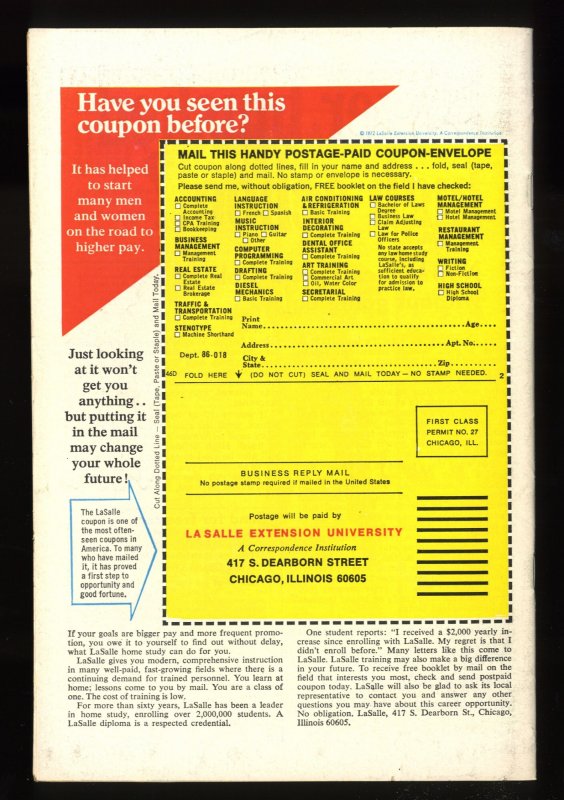 Have you seen this
coupon before?
© 1972 LaSalle Extension University, A Correspondence Institution
It has helped
to start
many men
and women
on the road to
higher pay.
MAIL THIS HANDY POSTAGE-PAID COUPON-ENVELOPE
Cut coupon along dotted lines, fill in your name and address . . . fold, seal (tape,
paste or staple) and mail. No stamp or envelope is necessary.
Please send me, without obligation, FREE booklet on the field I have checked:
ACCOUNTING
Complete
Accounting
Income Tax
CPA Training
Bookkeeping
BUSINESS
MANAGEMENT
Management
Training
REAL ESTATE
Complete Real
Estate
Real Estate
Brokerage
TRAFFIC &
TRANSPORTATION
Complete Training
STENOTYPE
Machine Shorthand
LANGUAGE
INSTRUCTION
French Spanish
MUSIC
INSTRUCTION
Piano Guitar
Other
COMPUTER
PROGRAMMING
Complete Training
DRAFTING
Complete Training
DIESEL
MECHANICS
Basic Training
AIR CONDITIONING
& REFRIGERATION
Basic Training
INTERIOR
DECORATING
Complete Training
DENTAL OFFICE
ASSISTANT
Complete Training
ART TRAINING
Complete Training
Commercial Art
Oil, Water Color
SECRETARIAL
Complete Training
LAW COURSES
Bachelor of Laws
Degree
Business Law
Claim Adjusting
Law
Law for Police
Officers
No state accepts
any law home study
course, including
LaSalle's, as
sufficient educa-
tion to qualify
for admission to
practice law.
MOTEL/HOTEL
MANAGEMENT
Motel Management
Hotel Management
RESTAURANT
MANAGEMENT
Management
Training
WRITING
Fiction
Non-Fiction
HIGH SCHOOL
High School
Diploma
Print
Name Age
Address Apt. No.
Dept. 86-018
City &
State Zip
46D FOLD HERE (DO NOT CUT) SEAL AND MAIL TODAY — NO STAMP NEEDED. 2
Cut Along Dotted Line — Seal (Tape, Paste or Staple) and Mail Today.
Just looking
at it won't
get you
anything . .
but putting it
in the mail
may change
your whole
future!
The LaSalle
coupon is one of
the most often-
seen coupons in
America. To many
who have mailed
it, it has proved
a first step to
opportunity and
good fortune.
FIRST CLASS
PERMIT NO. 27
CHICAGO, ILL.
BUSINESS REPLY MAIL
No postage stamp required if mailed in the United States
Postage will be paid by
LA SALLE EXTENSION UNIVERSITY
A Correspondence Institution
417 S. DEARBORN STREET
CHICAGO, ILLINOIS 60605
If your goals are bigger pay and more frequent promo-
tion, you owe it to yourself to find out without delay,
what LaSalle home study can do for you.
LaSalle gives you modern, comprehensive instruction
in many well-paid, fast-growing fields where there is a
continuing demand for trained personnel. You learn at
home; lessons come to you by mail. You are a class of
one. The cost of training is low.
For more than sixty years, LaSalle has been a leader
in home study, enrolling over 2,000,000 students. A
LaSalle diploma is a respected credential.
One student reports: "I received a $2,000 yearly in-
crease since enrolling with LaSalle. My regret is that I
didn't enroll before." Many letters like this come to
LaSalle. LaSalle training may also make a big difference
in your future. To receive free booklet by mail on the
field that interests you most, check and send postpaid
coupon today. LaSalle will also be glad to ask its local
representative to contact you and answer any other
questions you may have about this career opportunity.
No obligation. LaSalle, 417 S. Dearborn St., Chicago,
Illinois 60605.